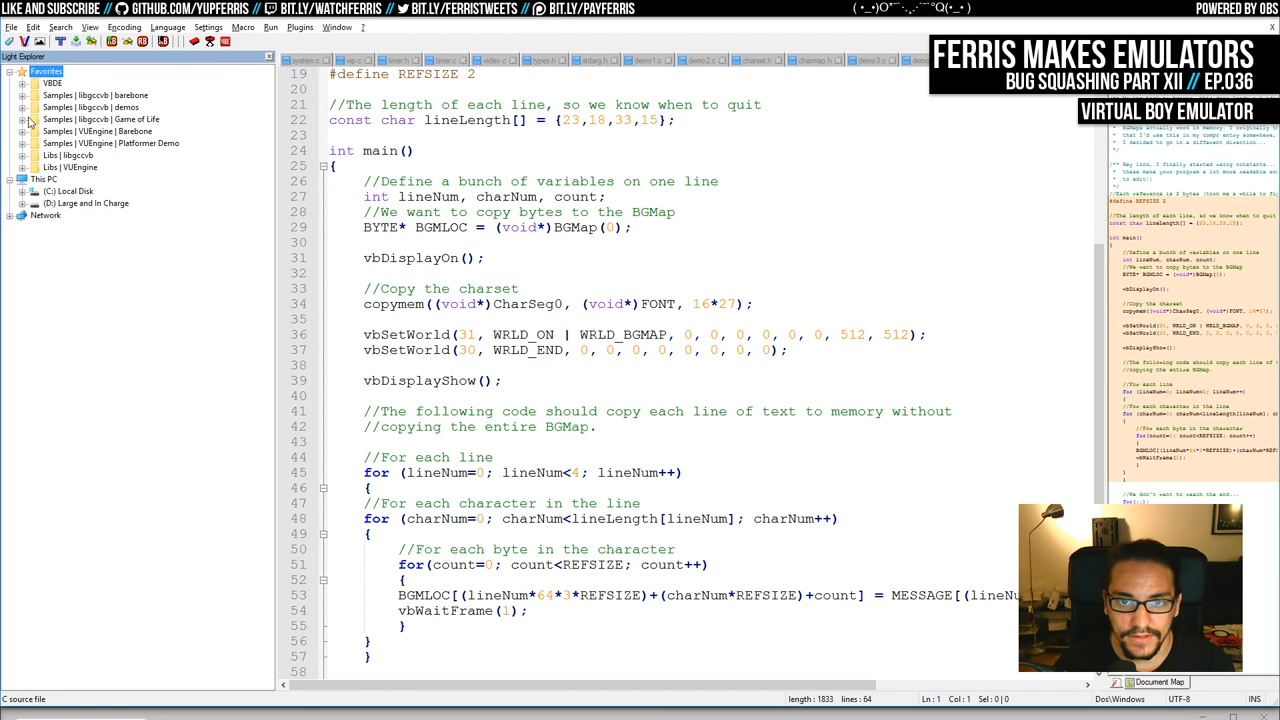 LIKE AND SUBSCRIBE // GITHUB.COM/YUPFERRIS // BIT.LY/WATCHFERRIS // BIT.LY/FERRISTWEETS // BIT.LY/PAYFERRIS
POWERED BY OBS
File Edit Search View Encoding Language Settings Macro Run Plugins Window ? X
FERRIS MAKES EMULATORS
BUG SQUASHING PART XII // EP.036
VIRTUAL BOY EMULATOR
Light Explorer
Favorites
VBDE
Samples | libgccvb | barebone
Samples | libgccvb | demos
Samples | libgccvb | Game of Life
Samples | VUEngine | Barebone
Samples | VUEngine | Platformer Demo
Libs | libgccvb
Libs | VUEngine
This PC
(C:) Local Disk
(D:) Large and In Charge
Network
system.c vip.c timer.h timer.c video.c types.h stdarg.h demo1.c demo2.c charset.h charmap.h demo3.c
19 #define REFSIZE 2
20
21 //The length of each line, so we know when to quit
22 const char lineLength[] = {23,18,33,15};
23
24 int main()
25 {
26 //Define a bunch of variables on one line
27 int lineNum, charNum, count;
28 //We want to copy bytes to the BGMap
29 BYTE* BGMLOC = (void*)BGMap(0);
30
31 vbDisplayOn();
32
33 //Copy the charset
34 copymem((void*)CharSeg0, (void*)FONT, 16*27);
35
36 vbSetWorld(31, WRLD_ON | WRLD_BGMAP, 0, 0, 0, 0, 0, 0, 512, 512);
37 vbSetWorld(30, WRLD_END, 0, 0, 0, 0, 0, 0, 0, 0);
38
39 vbDisplayShow();
40
41 //The following code should copy each line of text to memory without
42 //copying the entire BGMap.
43
44 //For each line
45 for (lineNum=0; lineNum<4; lineNum++)
46 {
47 //For each character in the line
48 for (charNum=0; charNum<lineLength[lineNum]; charNum++)
49 {
50 //For each byte in the character
51 for(count=0; count<REFSIZE; count++)
52 {
53 BGMLOC[(lineNum*64*3*REFSIZE)+(charNum*REFSIZE)+count] = MESSAGE[(lineNu
54 vbWaitFrame(1);
55 }
56 }
57 }
58
Document Map
C source file
length : 1833 lines : 64
Ln : 1 Col : 1 Sel : 0 | 0
Dos\Windows
UTF-8
INS